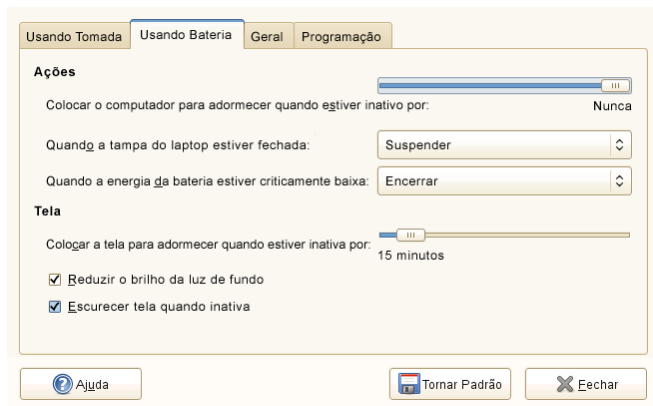 Usando Tomada Usando Bateria Geral Programação
Ações
Colocar o computador para adormecer quando estiver inativo por: Nunca
Quando a tampa do laptop estiver fechada: Suspender
Quando a energia da bateria estiver criticamente baixa: Encerrar
Tela
Colocar a tela para adormecer quando estiver inativa por: 15 minutos
Reduzir o brilho da luz de fundo
Escurecer tela quando inativa
Ajuda Tornar Padrão Fechar